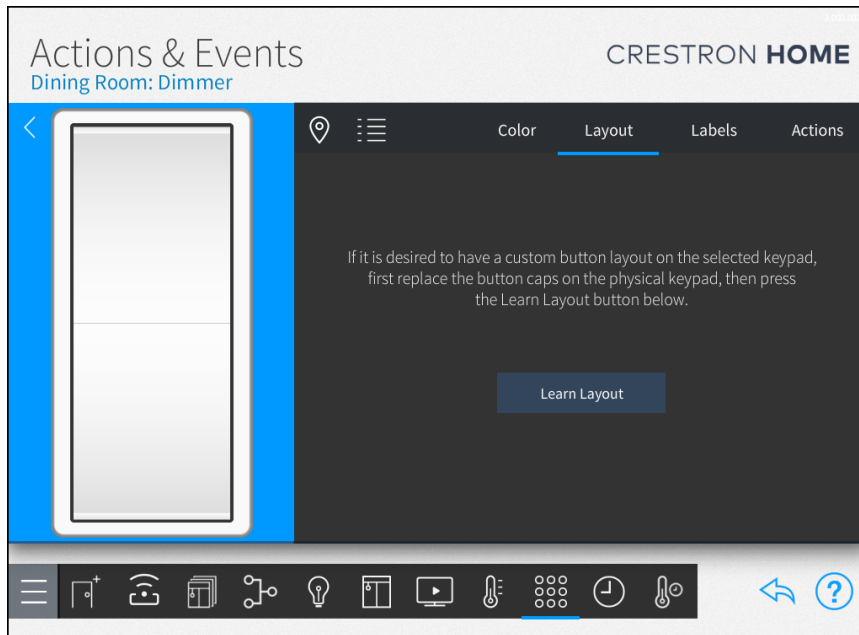 Actions & Events
Dining Room: Dimmer
CRESTRON HOME
Color Layout Labels Actions
If it is desired to have a custom button layout on the selected keypad,
first replace the button caps on the physical keypad, then press
the Learn Layout button below.
Learn Layout
?